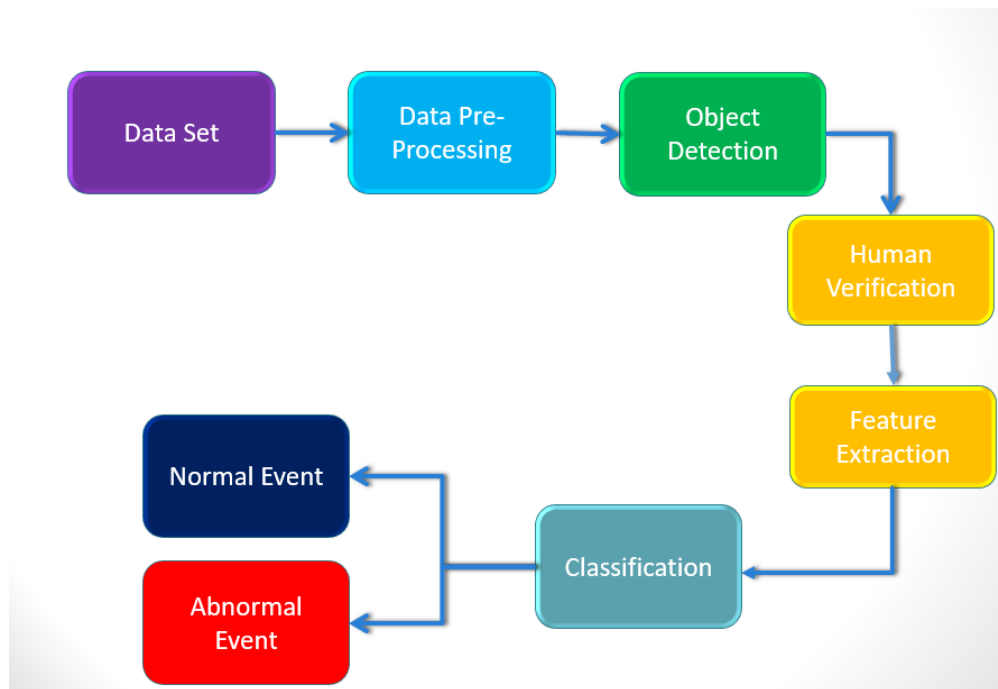 Data Set
Data Pre-
Processing
Object
Detection
Human
Verification
Feature
Extraction
Classification
Normal Event
Abnormal
Event